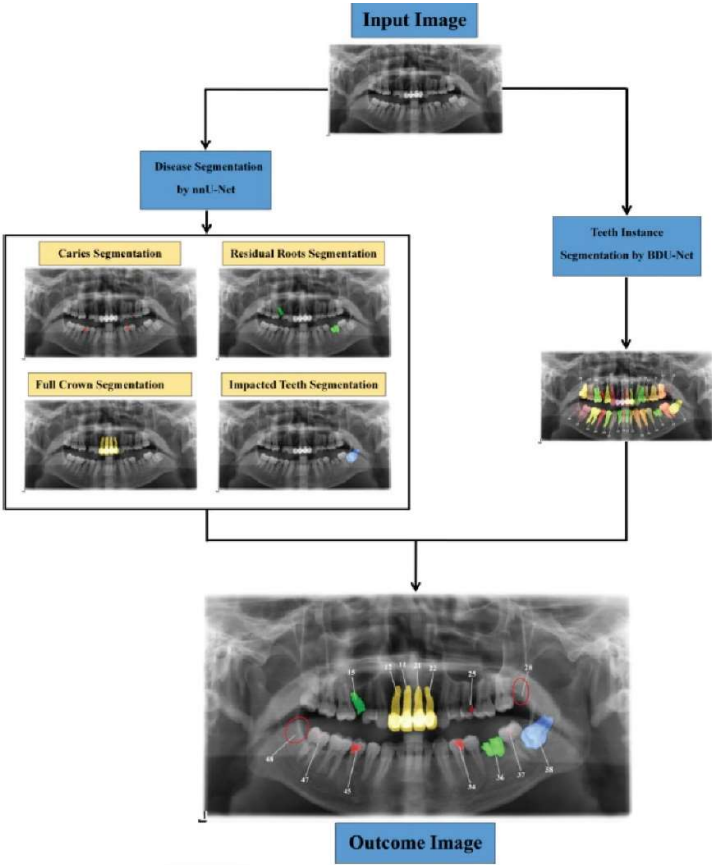 Input Image
Disease Segmentation
by nnU-Net
Teeth Instance
Segmentation by BDU-Net
Caries Segmentation
Residual Roots Segmentation
Full Crown Segmentation
Impacted Teeth Segmentation
15
12
11
21
22
25
28
48
47
45
34
36
37
38
Outcome Image